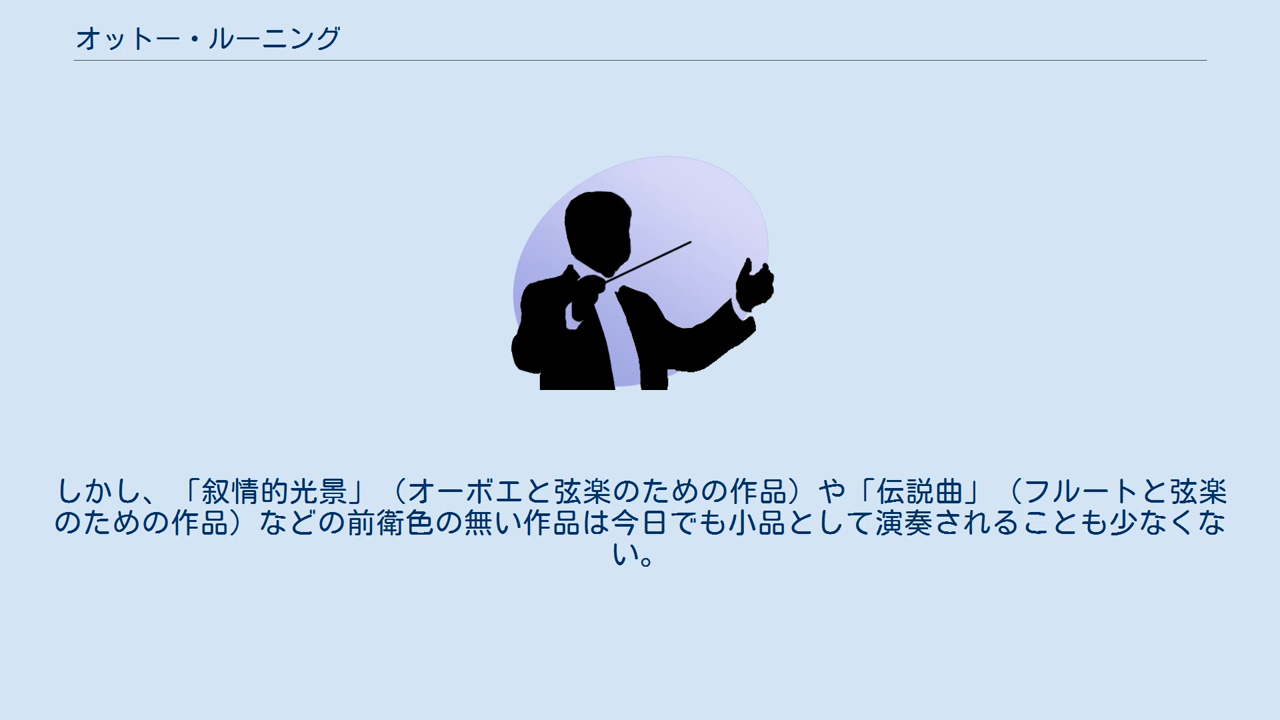 オットー・ルーニング
しかし、「叙情的光景」（オーボエと弦楽のための作品）や「伝説曲」（フルートと弦楽
のための作品）などの前衛色の無い作品は今日でも小品として演奏されることも少なくな
い。